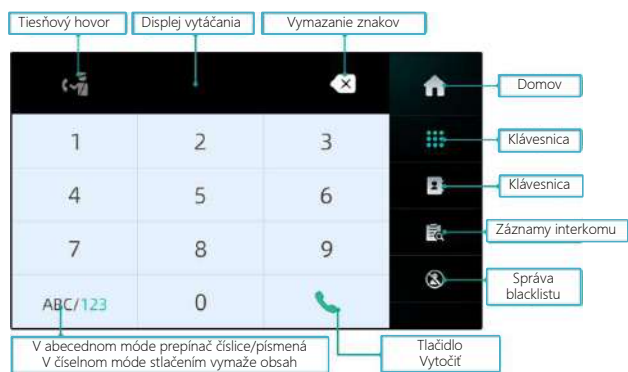 Tiesňový hovor
Displej vytáčania
Vymazanie znakov
Domov
1 2 3
Klávesnica
4 5 6
Klávesnica
7 8 9
Záznamy interkomu
ABC/123 0
Správa
blacklistu
V abecednom móde prepínač číslice/písmená
V číselnom móde stlačením vymaže obsah
Tlačidlo
Vytočiť